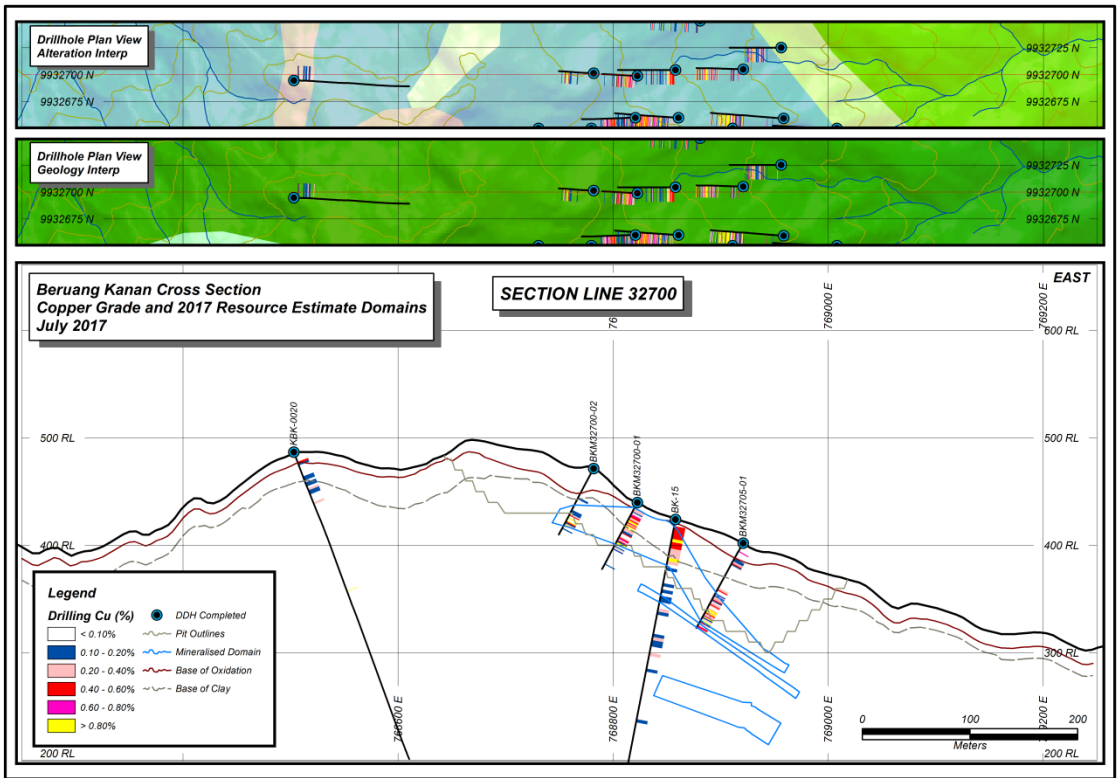 Drillhole Plan View
Alteration Interp
9932700 N
9932675 N
9932725 N
9932700 N
9932675 N
Drillhole Plan View
Geology Interp
9932700 N
9932675 N
9932725 N
9932700 N
9932675 N
Beruang Kanan Cross Section
Copper Grade and 2017 Resource Estimate Domains
July 2017
SECTION LINE 32700
EAST
769000 E
769200 E
600 RL
500 RL
500 RL
400 RL
400 RL
300 RL
200 RL
200 RL
KBK-0020
BKM32700-02
BKM32700-01
BK-15
BKM32705-01
768600 E
768800 E
769000 E
769200 E
Legend
Drilling Cu (%)
< 0.10%
0.10 - 0.20%
0.20 - 0.40%
0.40 - 0.60%
0.60 - 0.80%
> 0.80%
DDH Completed
Pit Outlines
Mineralised Domain
Base of Oxidation
Base of Clay
0 100 200
Meters